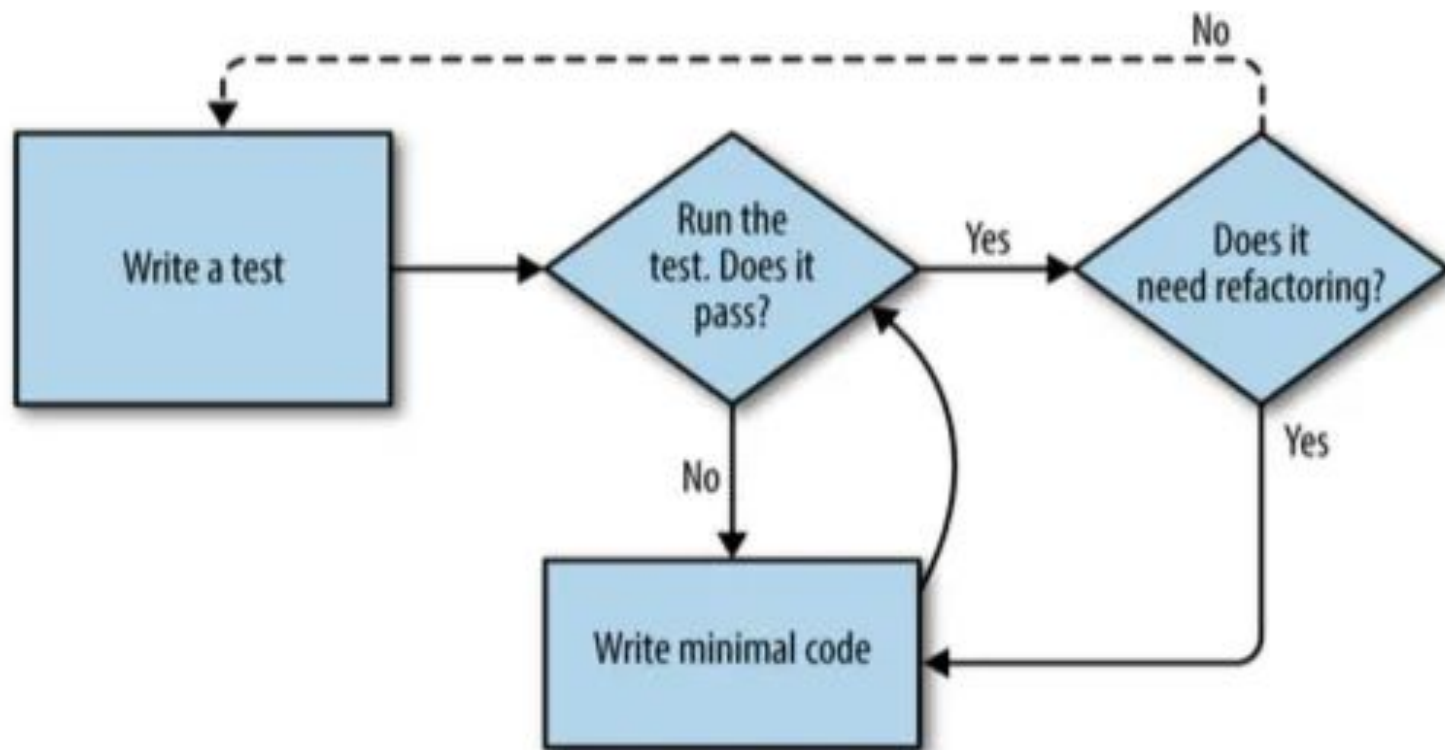 No
Write a test
Run the
test. Does it
pass?
Yes
Does it
need refactoring?
No
Yes
Write minimal code